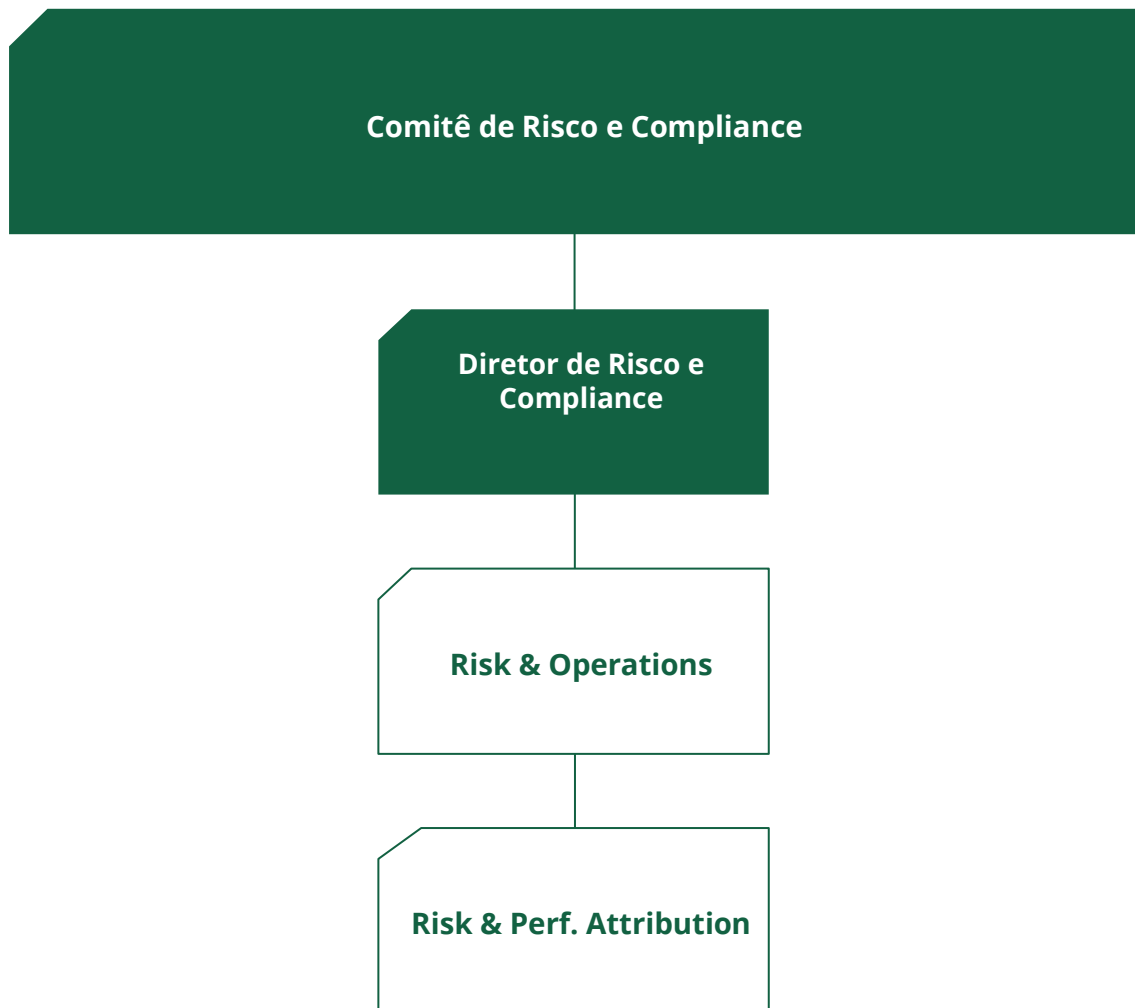 Comitê de Risco e Compliance
Diretor de Risco e
Compliance
Risk & Operations
Risk & Perf. Attribution